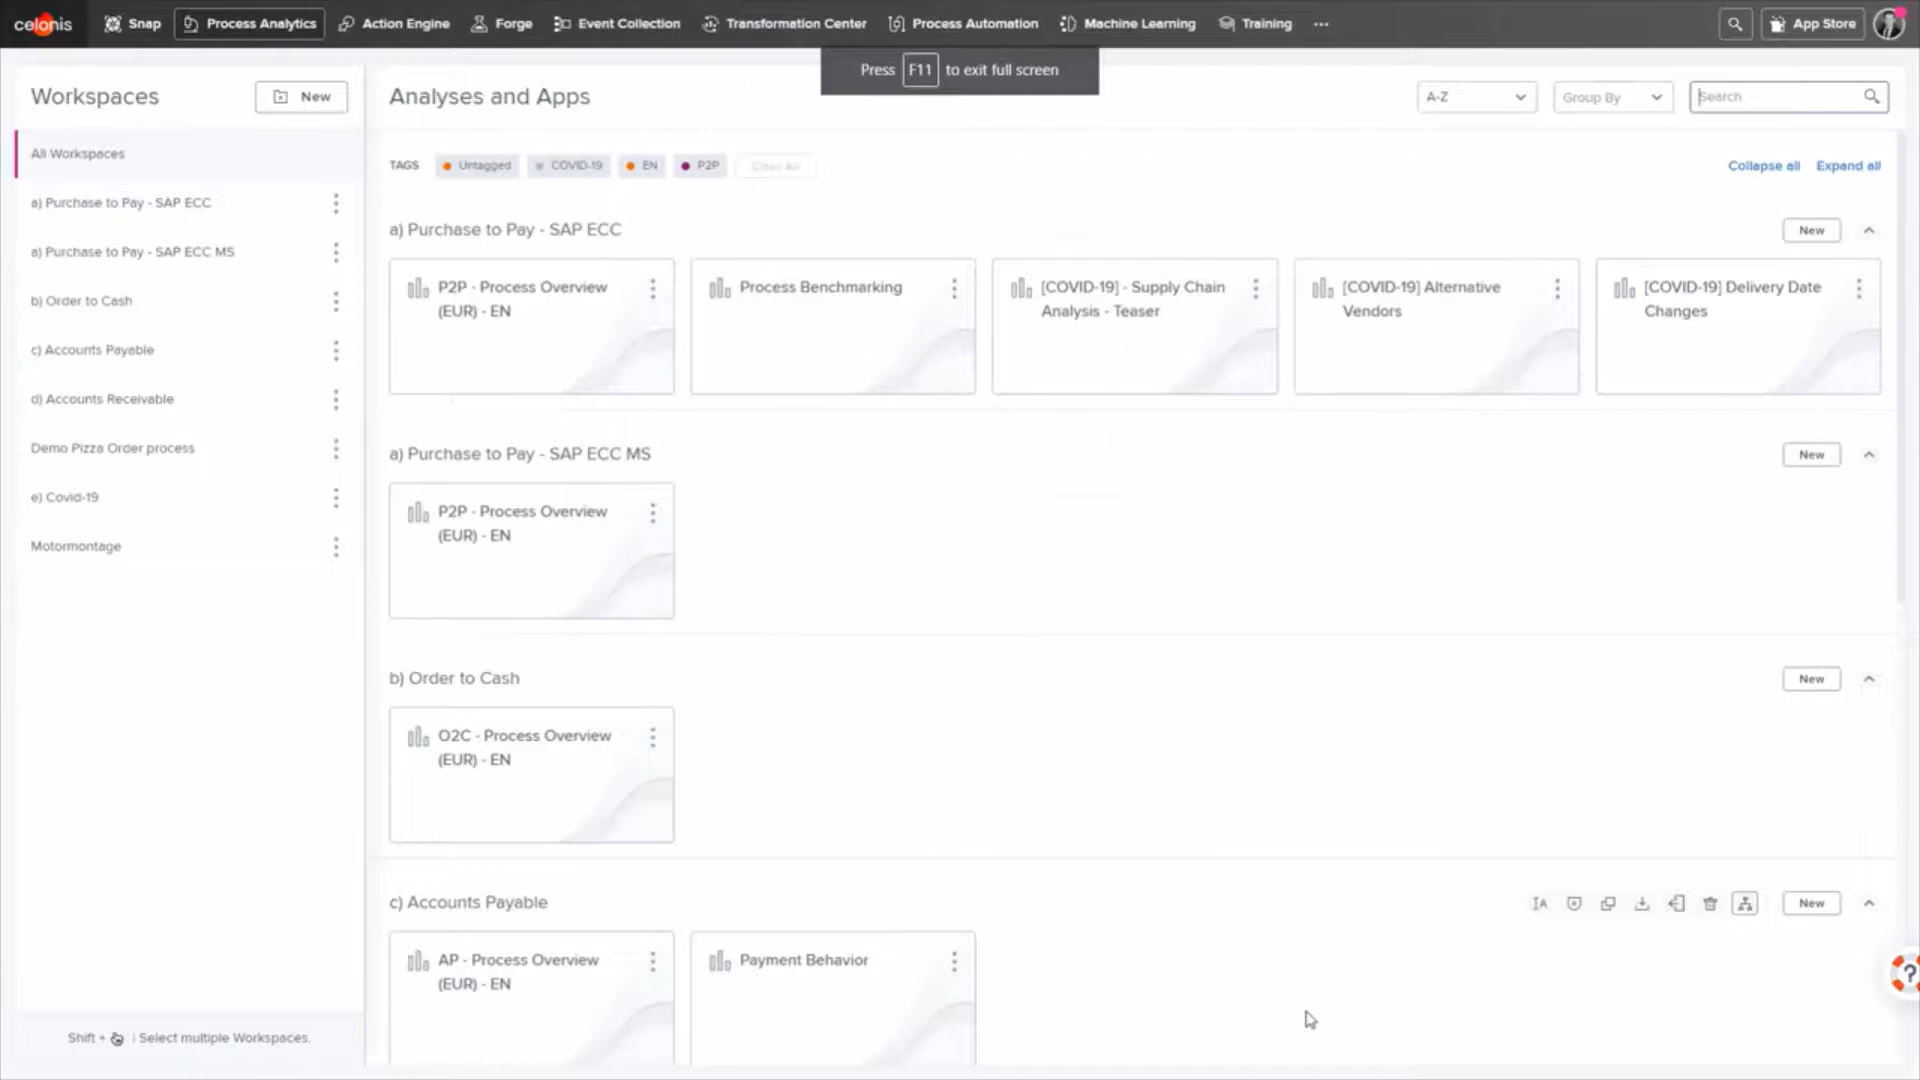 celonis
Snap
Process Analytics
Action Engine
Forge
Event Collection
Transformation Center
Process Automation
Machine Learning
Training
App Store
Press F11 to exit full screen
Workspaces
New
All Workspaces
a) Purchase to Pay - SAP ECC
a) Purchase to Pay - SAP ECC MS
b) Order to Cash
c) Accounts Payable
d) Accounts Receivable
Demo Pizza Order process
e) Covid-19
Motormontage
Shift + | Select multiple Workspaces.
Analyses and Apps
A-Z
Group By
Search
TAGS
Untagged
COVID-19
EN
P2P
Clear All
Collapse all
Expand all
a) Purchase to Pay - SAP ECC
New
P2P - Process Overview
(EUR) - EN
Process Benchmarking
[COVID-19] - Supply Chain
Analysis - Teaser
[COVID-19] Alternative
Vendors
[COVID-19] Delivery Date
Changes
a) Purchase to Pay - SAP ECC MS
New
P2P - Process Overview
(EUR) - EN
b) Order to Cash
New
O2C - Process Overview
(EUR) - EN
c) Accounts Payable
New
AP - Process Overview
(EUR) - EN
Payment Behavior